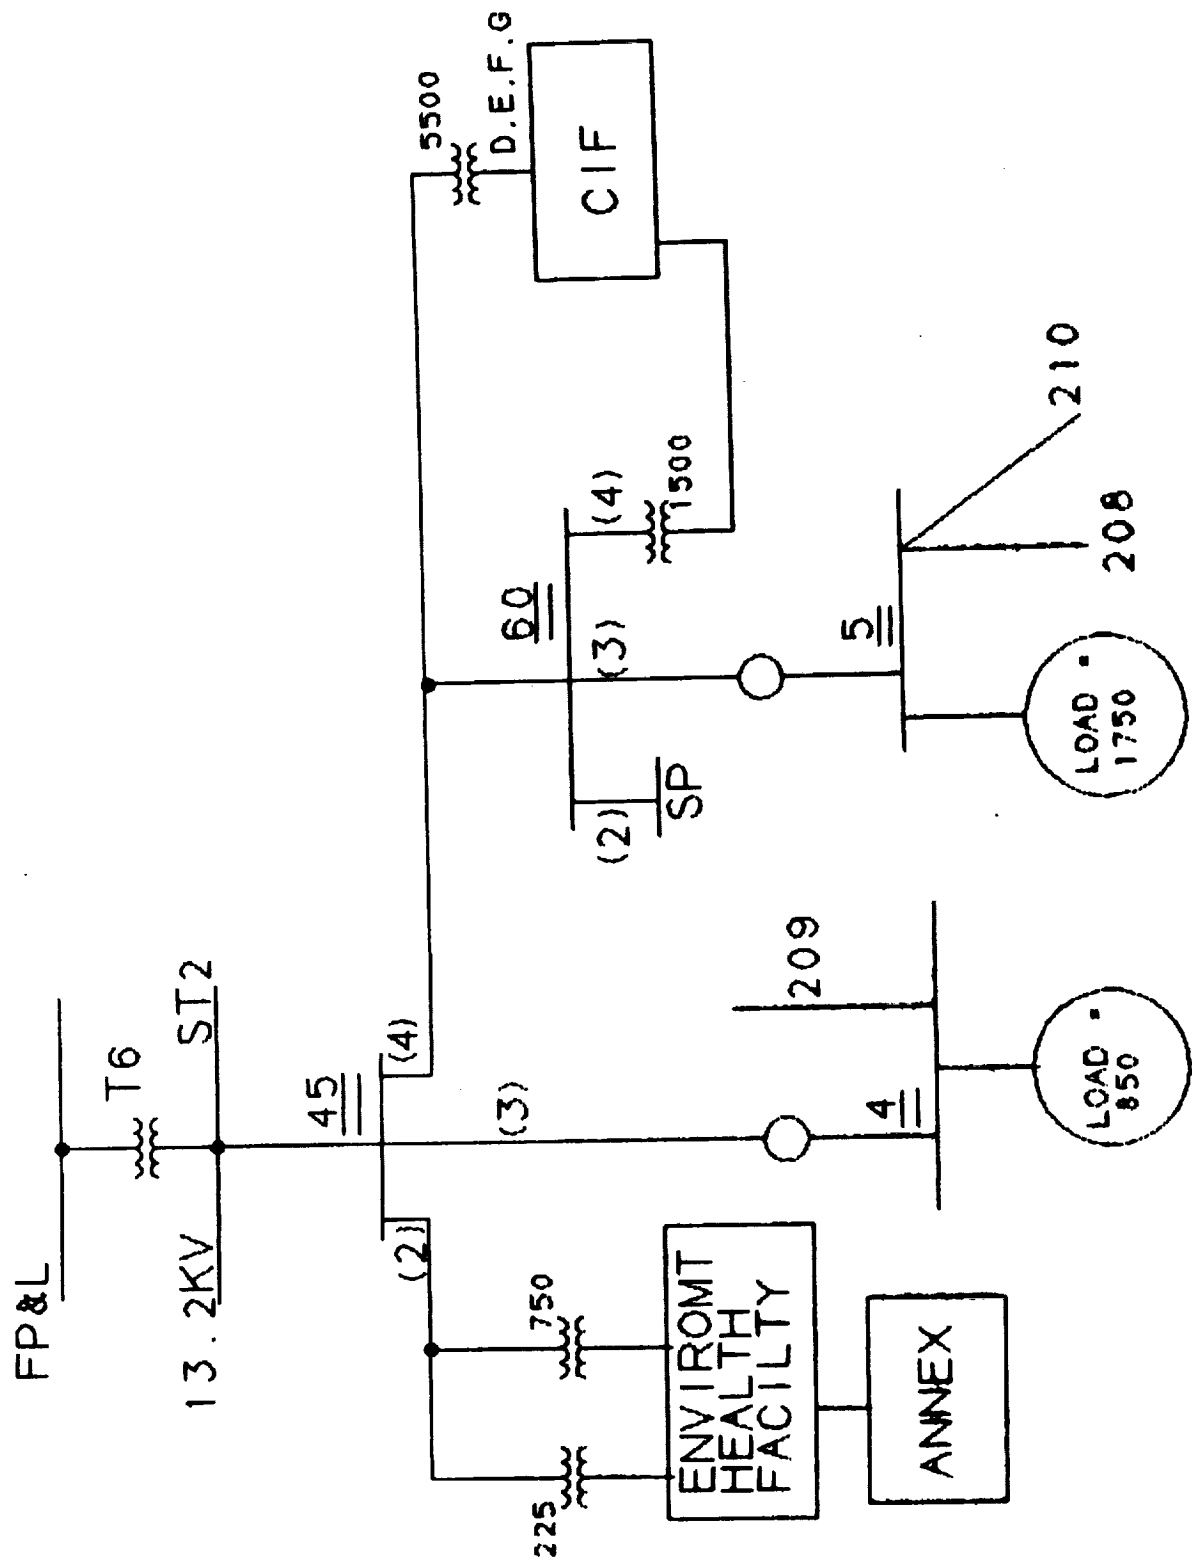 FP&L
T6
13.2KV
ST2
45
(2)
(3)
(4)
5500
D.E.F.G
CIF
60
(2)
(3)
(4)
SP
1500
750
225
ENVIROMT
HEALTH
FACILTY
ANNEX
209
4
LOAD =
850
5
208
210
LOAD =
1750